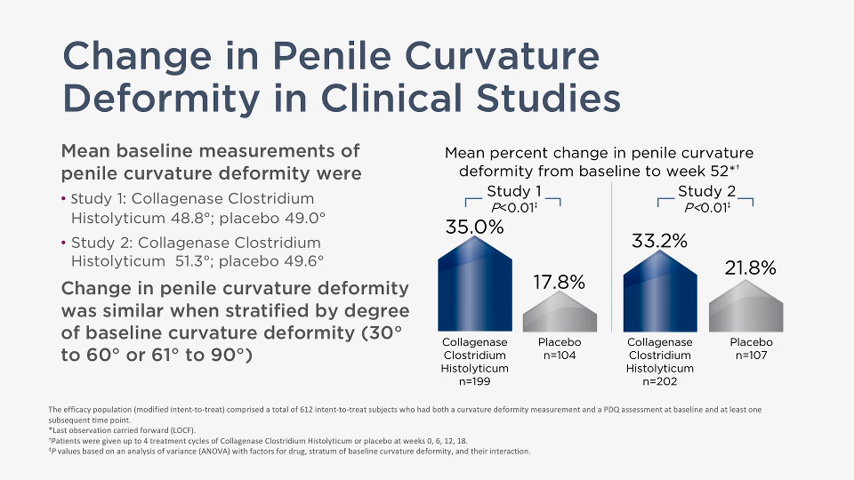 Change in Penile Curvature
Deformity in Clinical Studies
Mean baseline measurements of
penile curvature deformity were
• Study 1: Collagenase Clostridium
Histolyticum 48.8°; placebo 49.0°
• Study 2: Collagenase Clostridium
Histolyticum 51.3°; placebo 49.6°
Change in penile curvature deformity
was similar when stratified by degree
of baseline curvature deformity (30°
to 60° or 61° to 90°)
Mean percent change in penile curvature
deformity from baseline to week 52*†
Study 1
P<0.01‡
35.0%
17.8%
Collagenase
Clostridium
Histolyticum
n=199
Placebo
n=104
Study 2
P<0.01‡
33.2%
21.8%
Collagenase
Clostridium
Histolyticum
n=202
Placebo
n=107
The efficacy population (modified intent-to-treat) comprised a total of 612 intent-to-treat subjects who had both a curvature deformity measurement and a PDQ assessment at baseline and at least one
subsequent time point.
*Last observation carried forward (LOCF).
†Patients were given up to 4 treatment cycles of Collagenase Clostridium Histolyticum or placebo at weeks 0, 6, 12, 18.
‡P values based on an analysis of variance (ANOVA) with factors for drug, stratum of baseline curvature deformity, and their interaction.